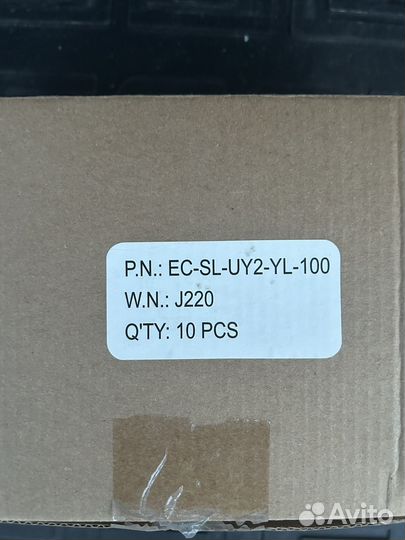 P.N.: EC-SL-UY2-YL-100
W.N.: J220
Q'TY: 10 PCS
Avito